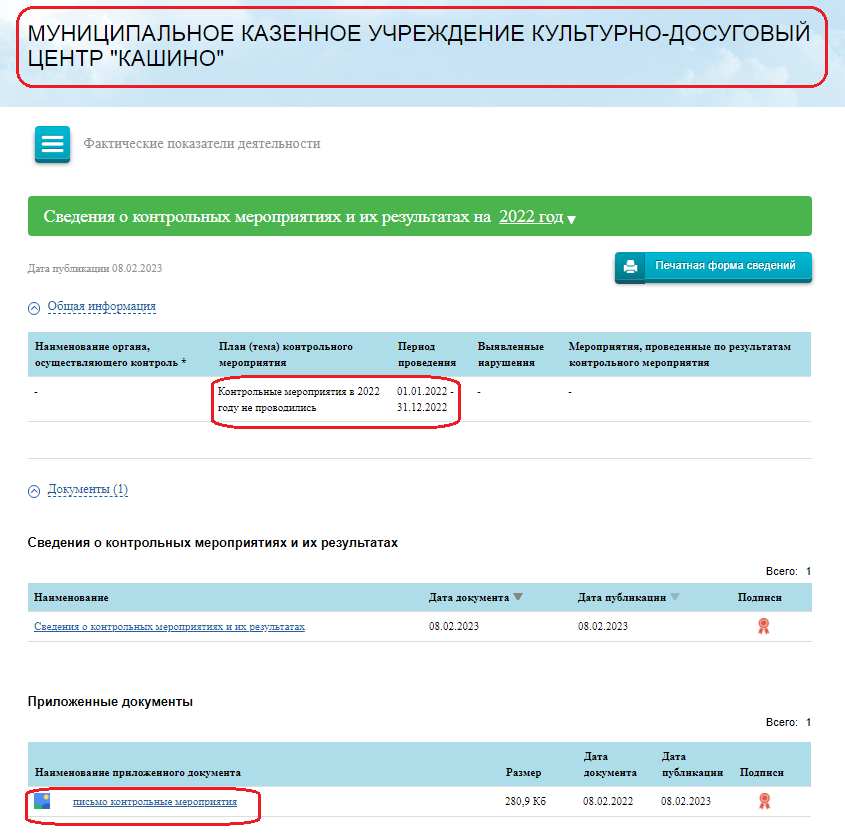 МУНИЦИПАЛЬНОЕ КАЗЕННОЕ УЧРЕЖДЕНИЕ КУЛЬТУРНО-ДОСУГОВЫЙ
ЦЕНТР "КАШИНО"
Фактические показатели деятельности
Сведения о контрольных мероприятиях и их результатах на 2022 год ▼
Дата публикации 08.02.2023
Печатная форма сведений
Общая информация
Наименование органа,
осуществляющего контроль *
План (тема) контрольного
мероприятия
Период
проведения
Выявленные
нарушения
Мероприятия, проведенные по результатам
контрольного мероприятия
-
Контрольные мероприятия в 2022
году не проводились
01.01.2022 -
31.12.2022
-
-
Документы (1)
Сведения о контрольных мероприятиях и их результатах
Всего: 1
Наименование
Дата документа ▼
Дата публикации ▼
Подписи
Сведения о контрольных мероприятиях и их результатах
08.02.2023
08.02.2023
Приложенные документы
Всего: 1
Наименование приложенного документа
Размер
Дата
документа
Дата
публикации
Подписи
письмо контрольные мероприятия
280,9 Кб
08.02.2022
08.02.2023